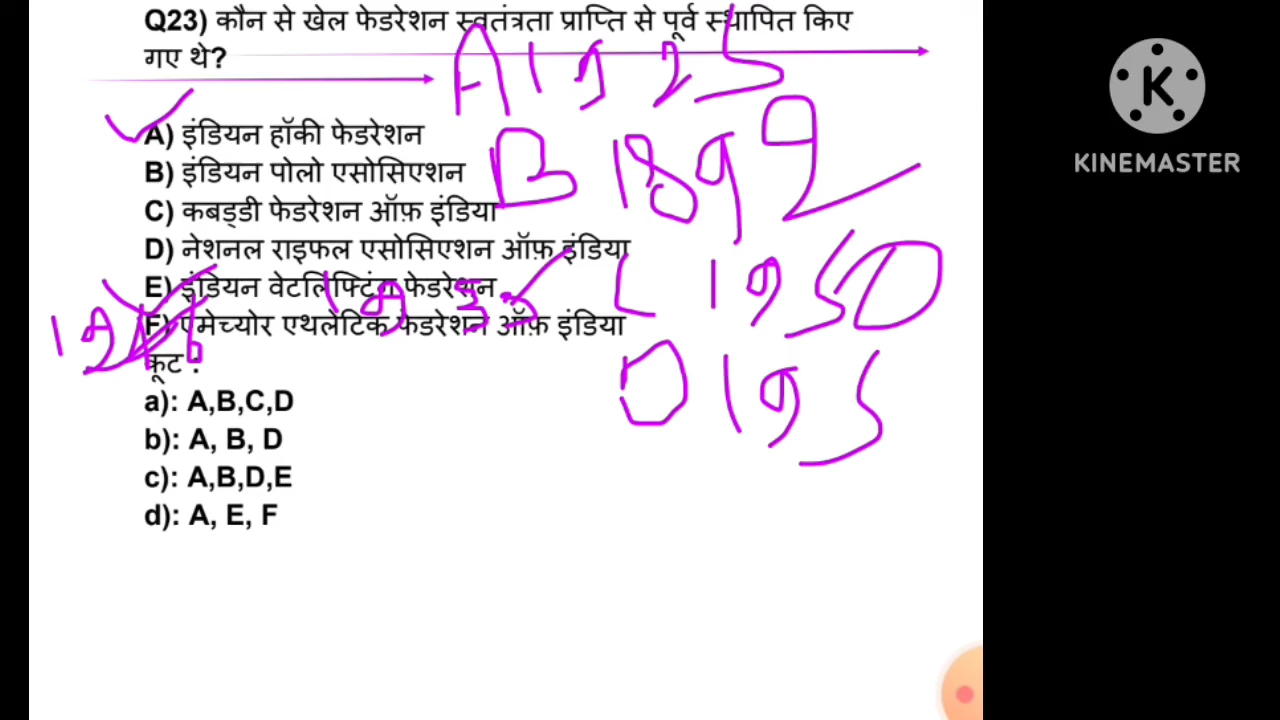 Q23) कौन से खेल फेडरेशन स्वतंत्रता प्राप्ति से पूर्व स्थापित किए
गए थे?
A 1925
A) इंडियन हॉकी फेडरेशन
B) इंडियन पोलो एसोसिएशन
B 1892
C) कबड्डी फेडरेशन ऑफ़ इंडिया
D) नेशनल राइफल एसोसिएशन ऑफ़ इंडिया
E) इंडियन वेटलिफ्टिंग फेडरेशन
1935
C 1950
F) एमेच्योर एथलेटिक फेडरेशन ऑफ़ इंडिया
कूट :
D 195
a): A,B,C,D
b): A, B, D
c): A,B,D,E
d): A, E, F
K
KINEMASTER